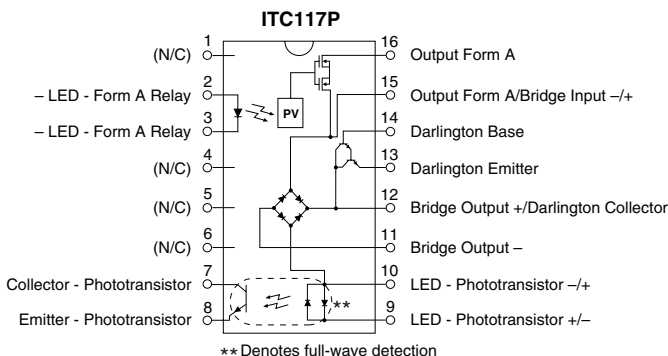 ITC117P
1
(N/C)
2
– LED - Form A Relay
3
– LED - Form A Relay
4
(N/C)
5
(N/C)
6
(N/C)
7
Collector - Phototransistor
8
Emitter - Phototransistor
PV
**
16
Output Form A
15
Output Form A/Bridge Input –/+
14
Darlington Base
13
Darlington Emitter
12
Bridge Output +/Darlington Collector
11
Bridge Output –
10
LED - Phototransistor –/+
9
LED - Phototransistor +/–
** Denotes full-wave detection